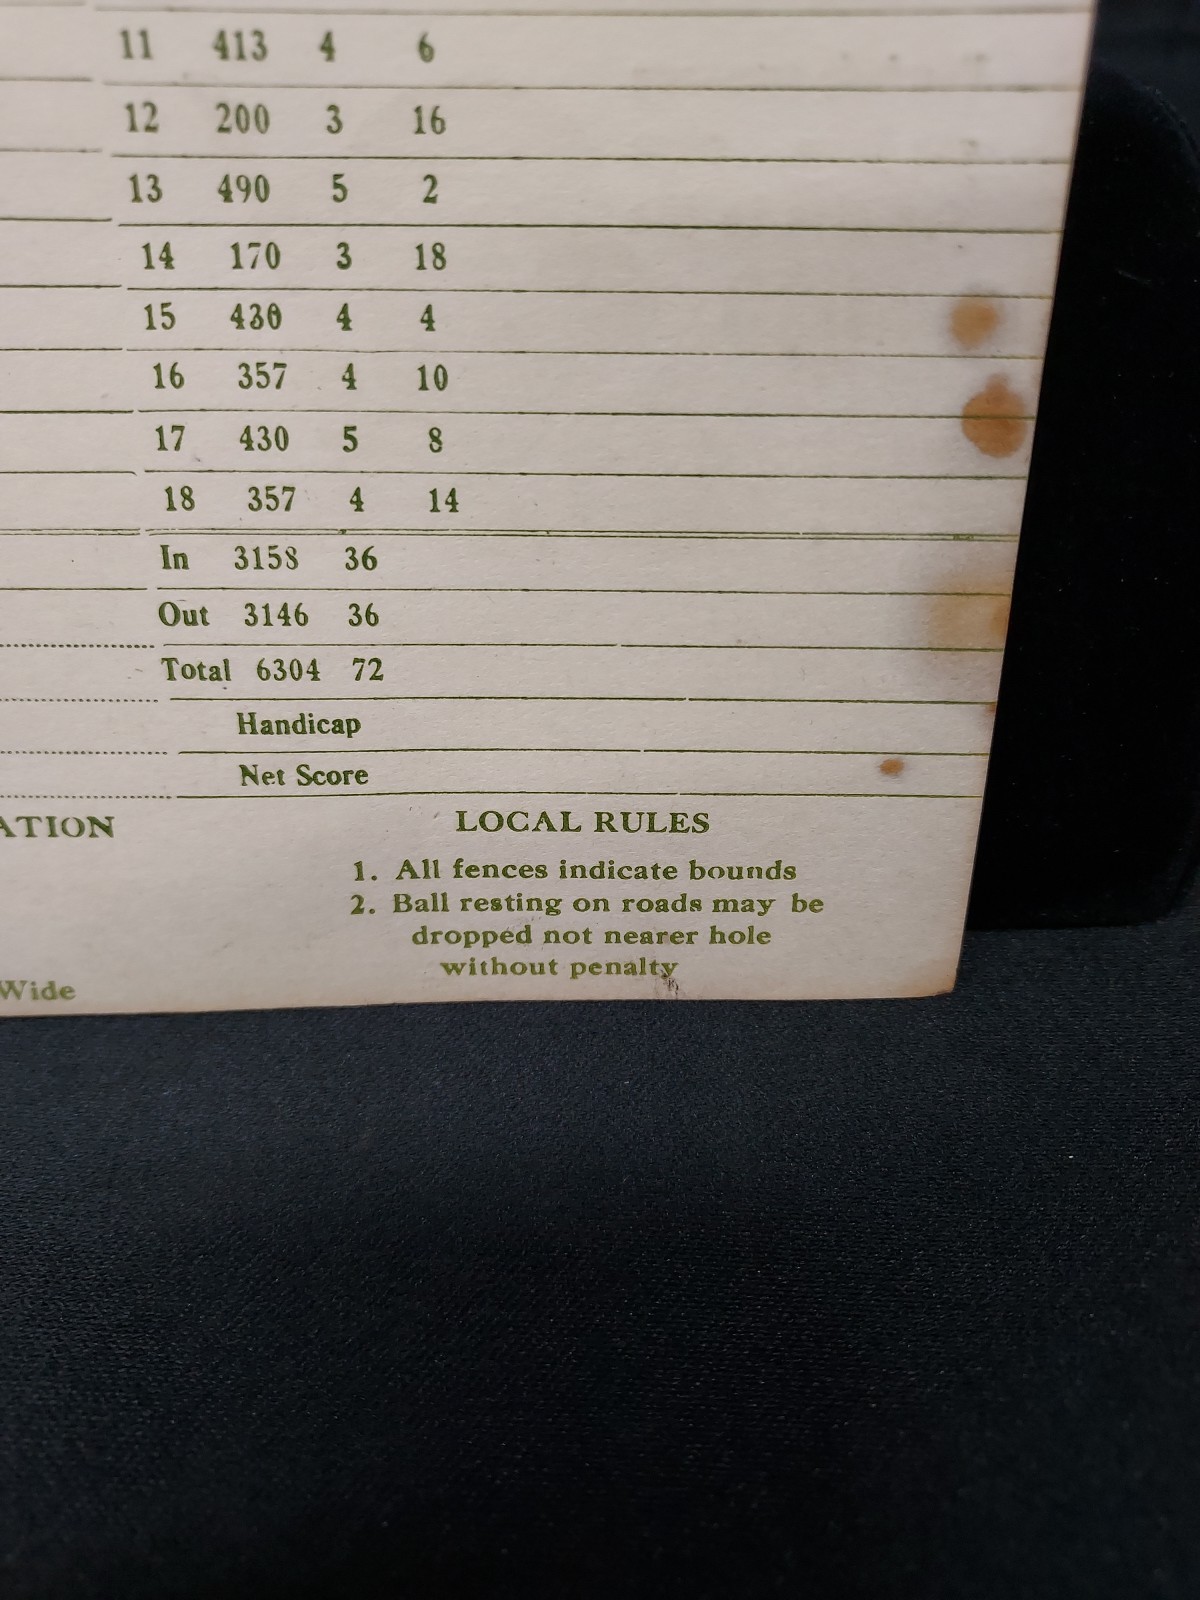 11 413 4 6
12 200 3 16
13 490 5 2
14 170 3 18
15 430 4 4
16 357 4 10
17 430 5 8
18 357 4 14
In 3158 36
Out 3146 36
Total 6304 72
Handicap
Net Score
ATION
LOCAL RULES
1. All fences indicate bounds
2. Ball resting on roads may be
dropped not nearer hole
without penalty
Wide